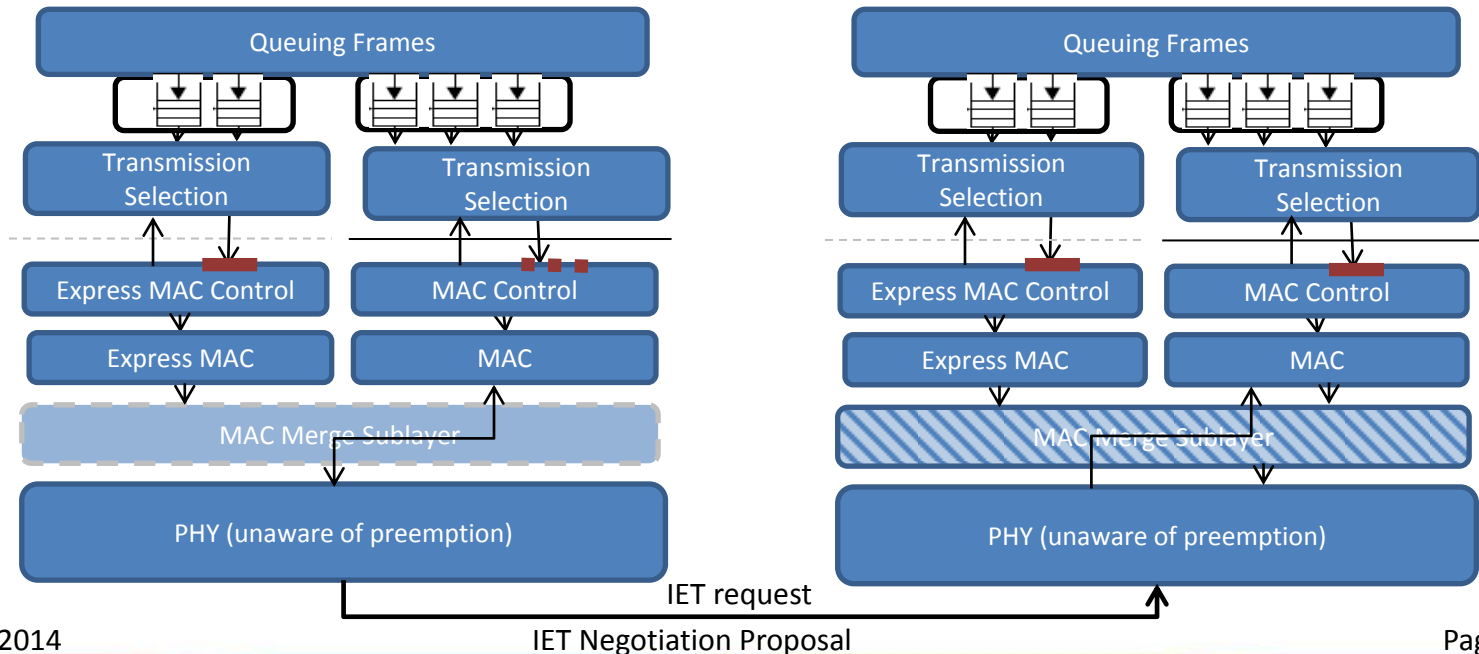 Queuing Frames
Transmission
Selection
Transmission
Selection
Express MAC Control
MAC Control
Express MAC
MAC
MAC Merge Sublayer
PHY (unaware of preemption)
Queuing Frames
Transmission
Selection
Transmission
Selection
Express MAC Control
MAC Control
Express MAC
MAC
MAC Merge Sublayer
PHY (unaware of preemption)
IET request
2014
IET Negotiation Proposal
Pag